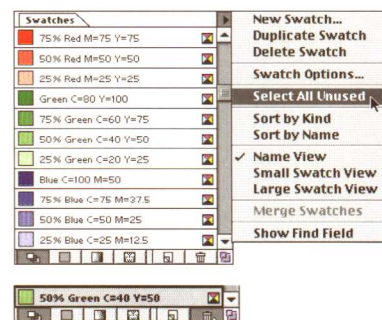 Swatches
75% Red M=75 Y=75
50% Red M=50 Y=50
25% Red M=25 Y=25
Green C=80 Y=100
75% Green C=60 Y=75
50% Green C=40 Y=50
25% Green C=20 Y=25
Blue C=100 M=50
75% Blue C=75 M=37.5
50% Blue C=50 M=25
25% Blue C=25 M=12.5
New Swatch...
Duplicate Swatch
Delete Swatch
Swatch Options...
Select All Unused
Sort by Kind
Sort by Name
✓ Name View
Small Swatch View
Large Swatch View
Merge Swatches
Show Find Field
50% Green C=40 Y=50